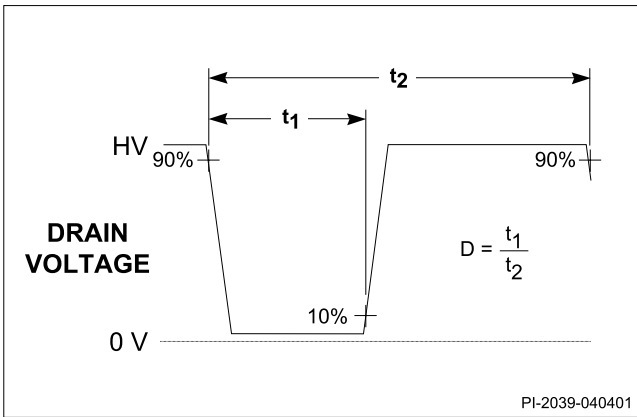 t2
t1
HV
90%
90%
DRAIN
VOLTAGE
D = t1
t2
10%
0 V
PI-2039-040401